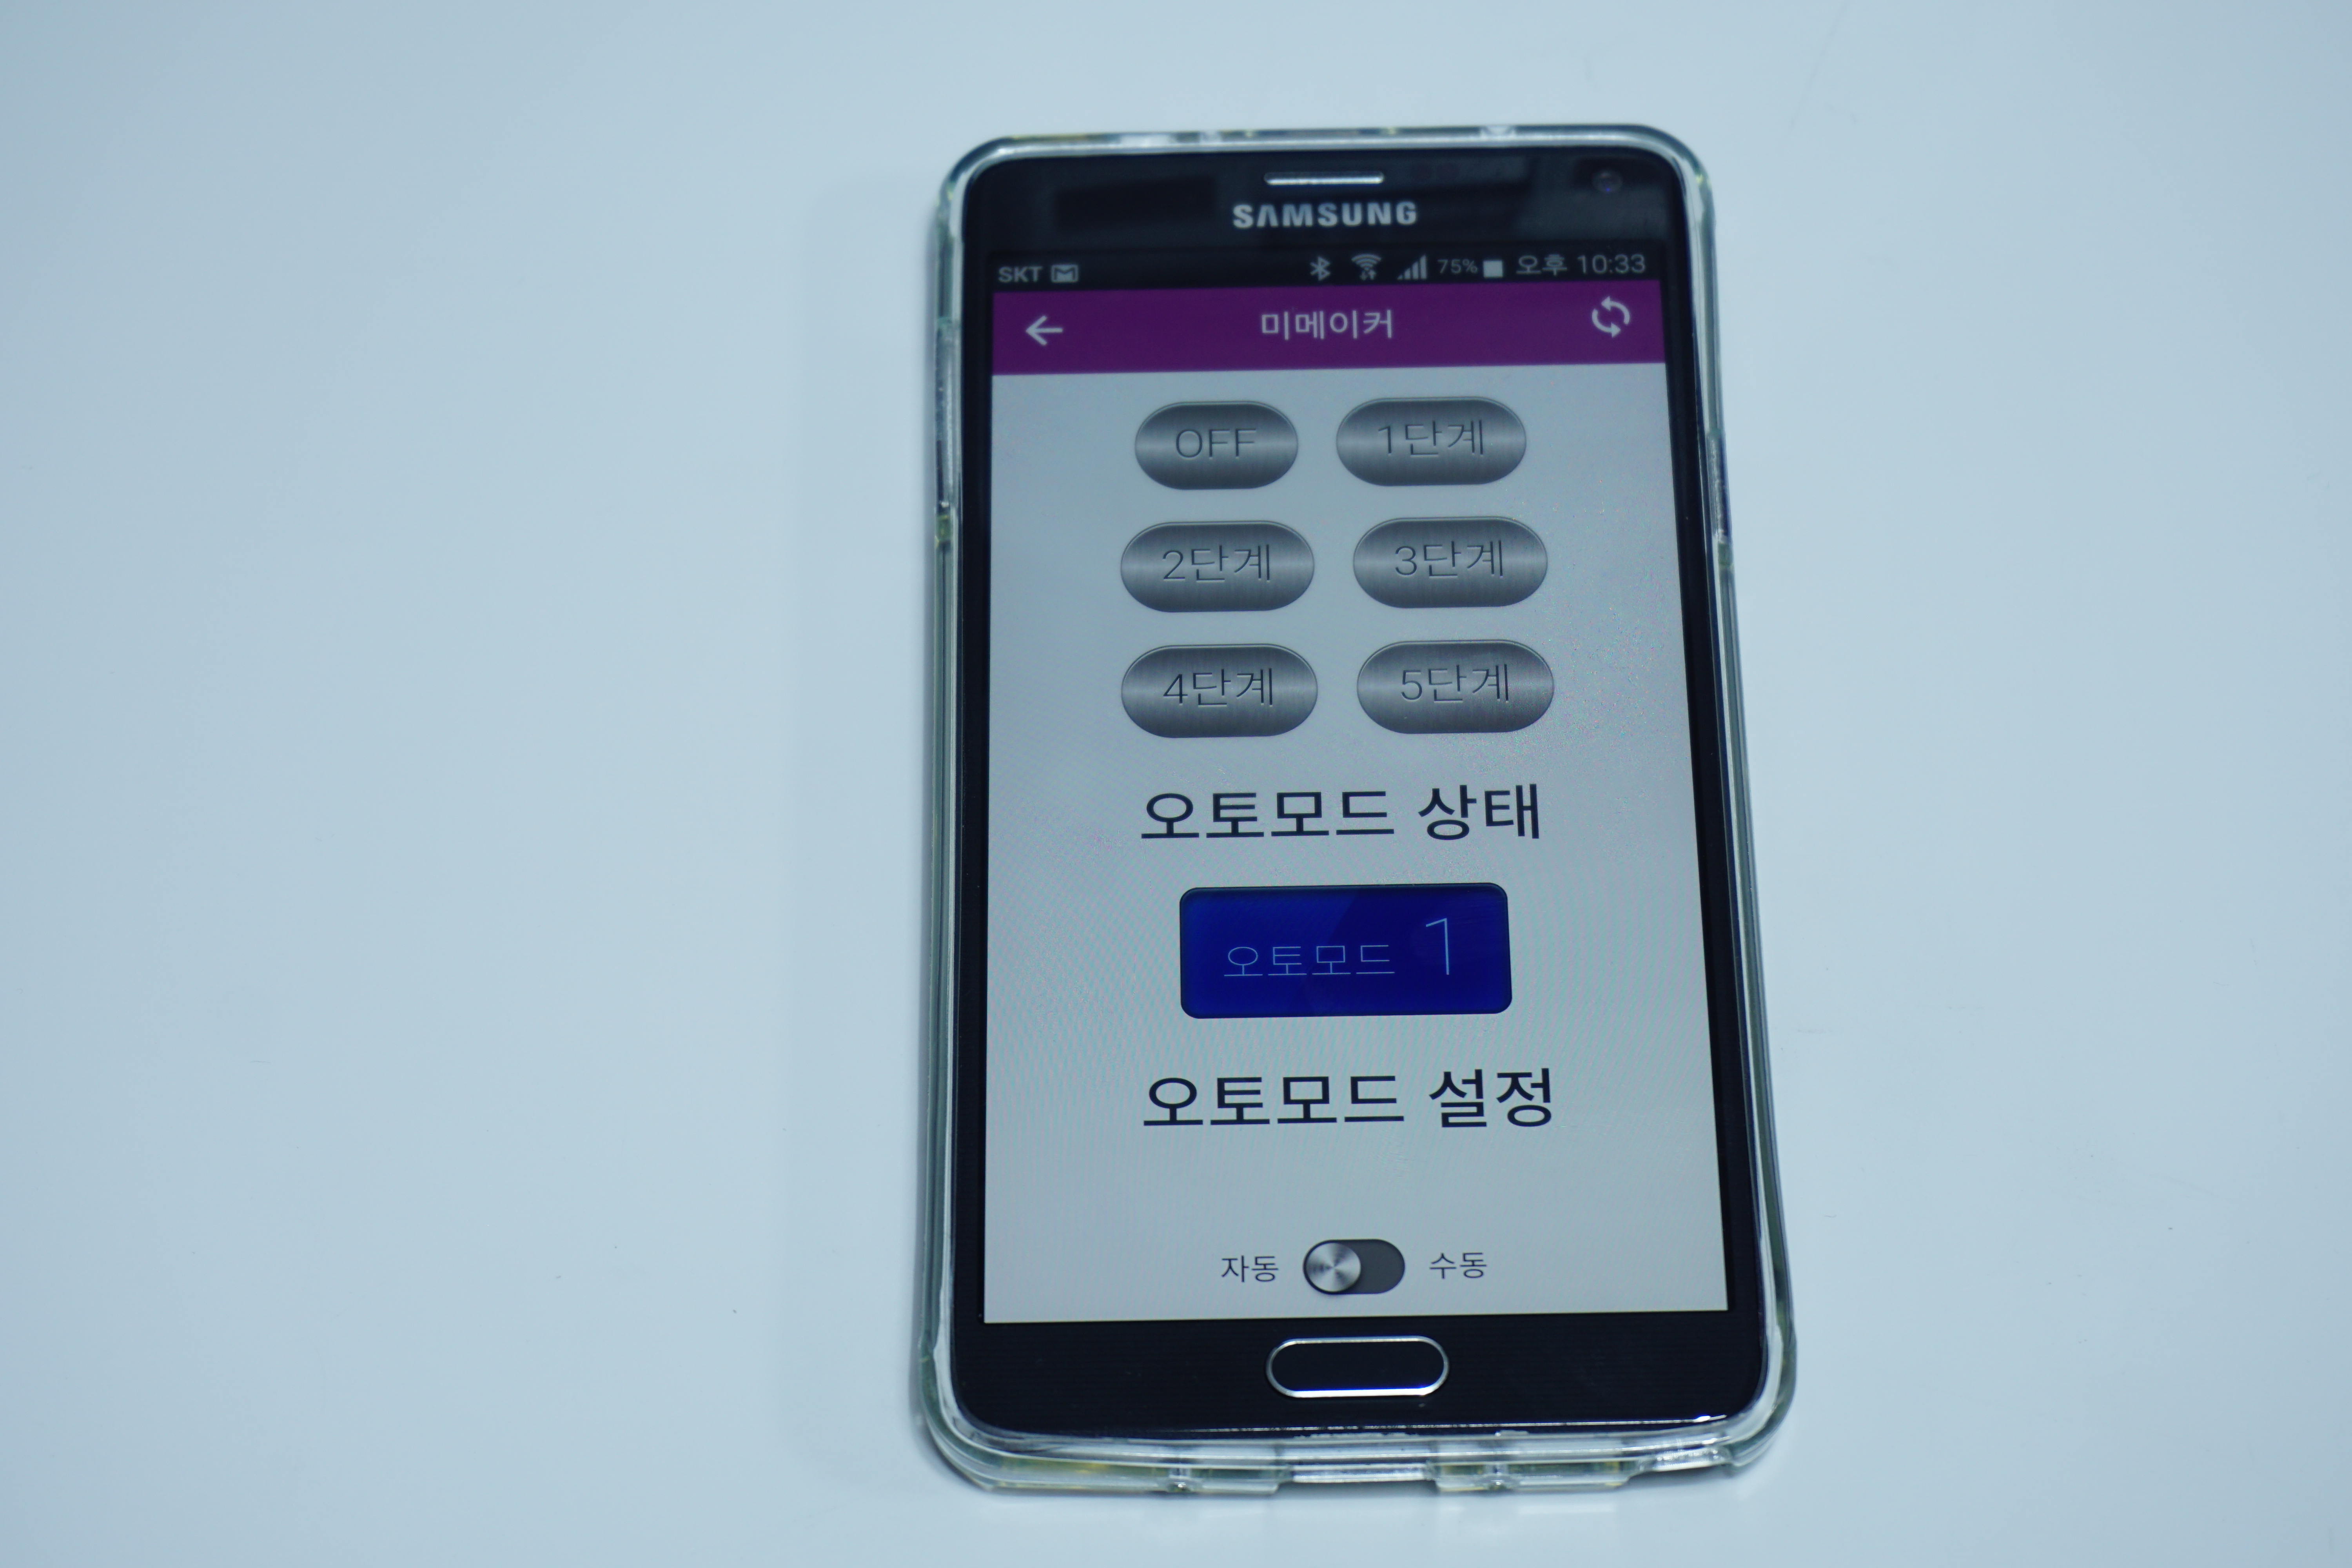 SAMSUNG
SKT 75% 오후 10:33
미메이커
OFF 1단계
2단계 3단계
4단계 5단계
오토모드 상태
오토모드 1
오토모드 설정
자동 수동